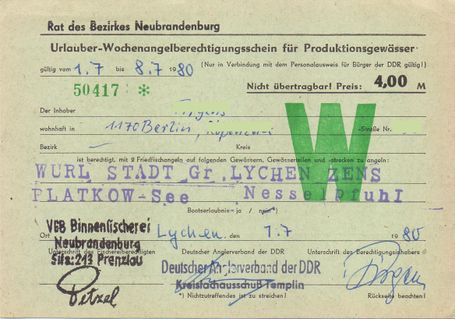 Rat des Bezirkes Neubrandenburg
Urlauber-Wochenangelberechtigungsschein für Produktionsgewässer
gültig vom 1.7 bis 8.7 1980 (Nur in Verbindung mit dem Personalausweis für Bürger der DDR gültig!)
50417 * Nicht übertragbar! Preis: 4,00 M
Der Inhaber
wohnhaft in 1170 Berlin, Straße Nr.
Bezirk Kreis
W
ist berechtigt, mit 2 Friedfischangeln auf folgenden Gewässern, Gewässerteilen und -strecken zu angeln:
WURL STADT Gr. LYCHEN ZENS
PLATKOW-See Nesselpfuhl
Bootserlaubnis – ja / nein
VEB Binnenfischerei
Neubrandenburg
Sitz: 213 Prenzlau
Ort Lychen, den 1.7 1980
Unterschrift des Fischereiberechtigten Deutscher Anglerverband der DDR Unterschrift des Berechtigungsinhabers
Petzel
Deutscher Anglerverband der DDR
Kreisfachausschuß Templin
*) Nichtzutreffendes ist zu streichen! Rückseite beachten!